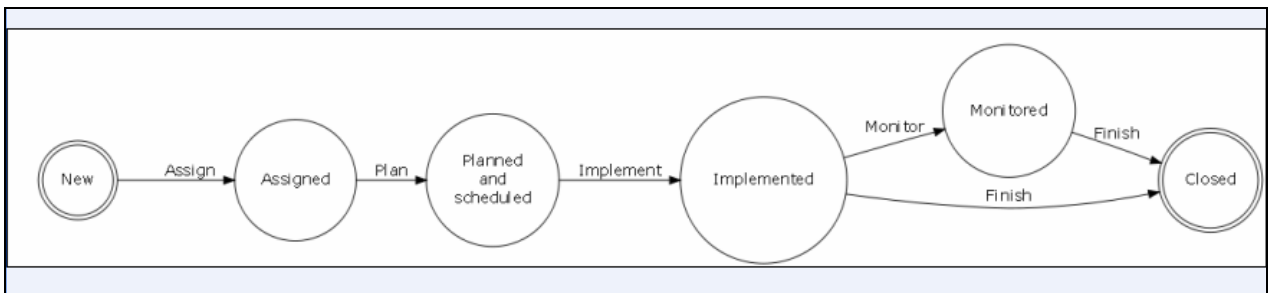 New
Assign
Assigned
Plan
Planned
and
scheduled
Implement
Implemented
Monitor
Monitored
Finish
Finish
Closed